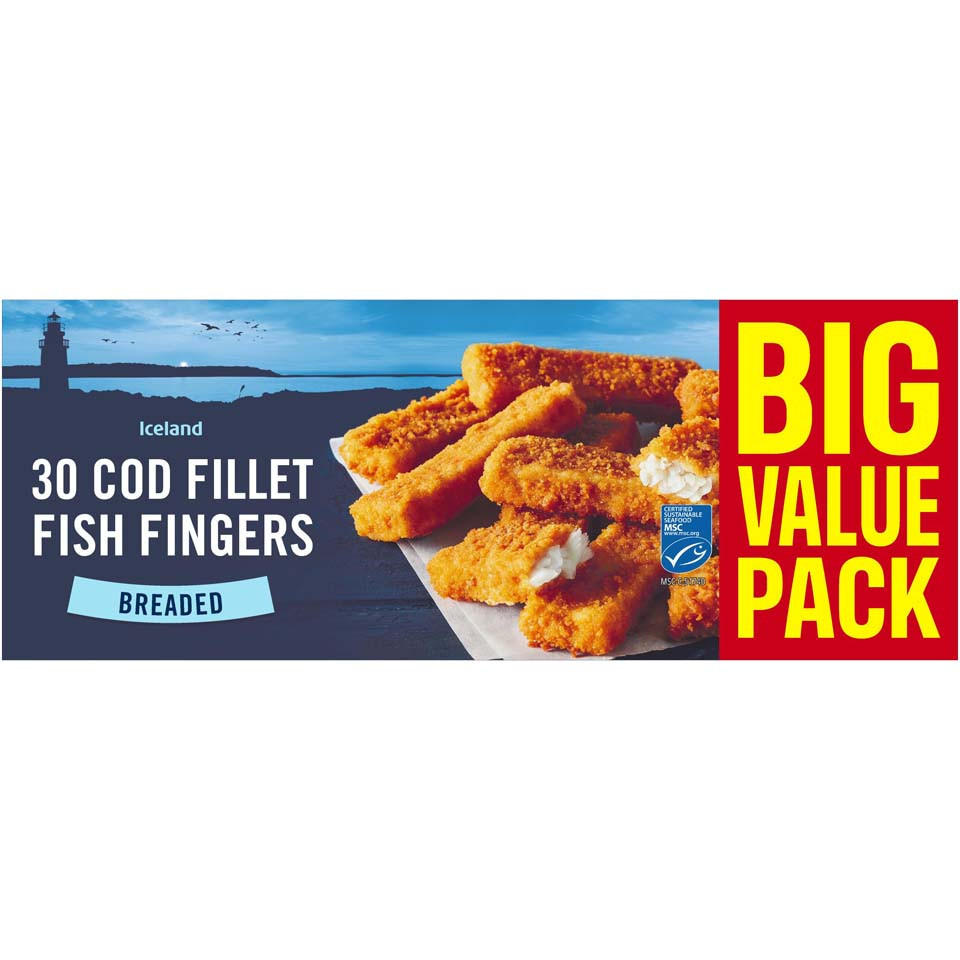 Iceland
30 COD FILLET
FISH FINGERS
BREADED
CERTIFIED
SUSTAINABLE
SEAFOOD
MSC
www.msc.org
BIG
VALUE
PACK